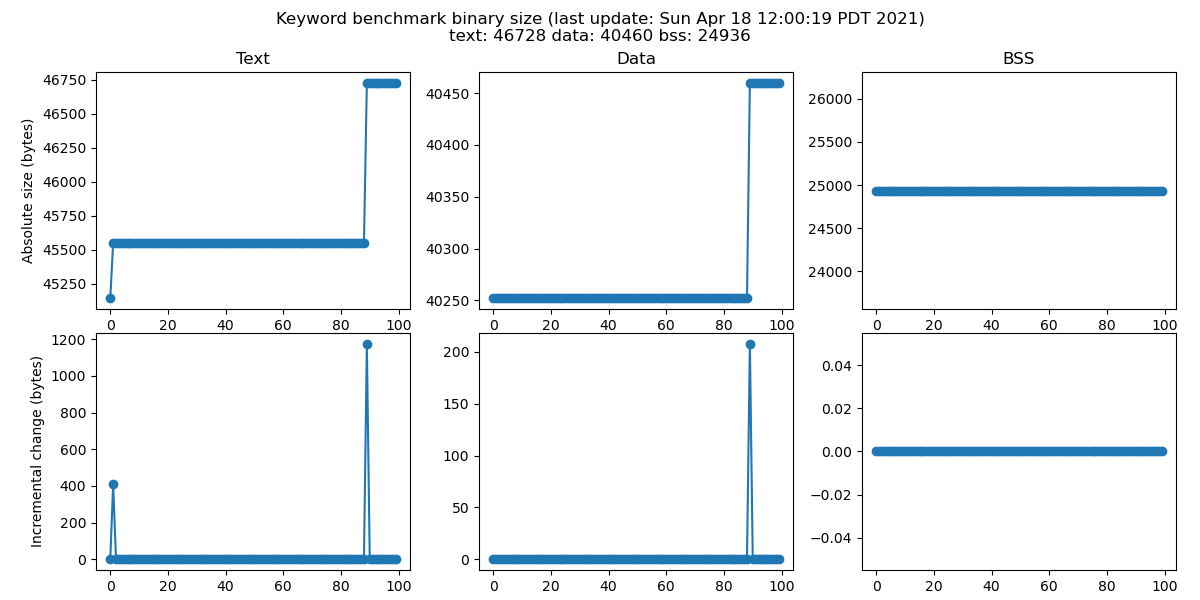 Keyword benchmark binary size (last update: Sun Apr 18 12:00:19 PDT 2021)
text: 46728 data: 40460 bss: 24936
Text
Data
BSS
Absolute size (bytes)
46750
46500
46250
46000
45750
45500
45250
0 20 40 60 80 100
40450
40400
40350
40300
40250
0 20 40 60 80 100
26000
25500
25000
24500
24000
0 20 40 60 80 100
Incremental change (bytes)
1200
1000
800
600
400
200
0
0 20 40 60 80 100
200
150
100
50
0
0 20 40 60 80 100
0.04
0.02
0.00
−0.02
−0.04
0 20 40 60 80 100